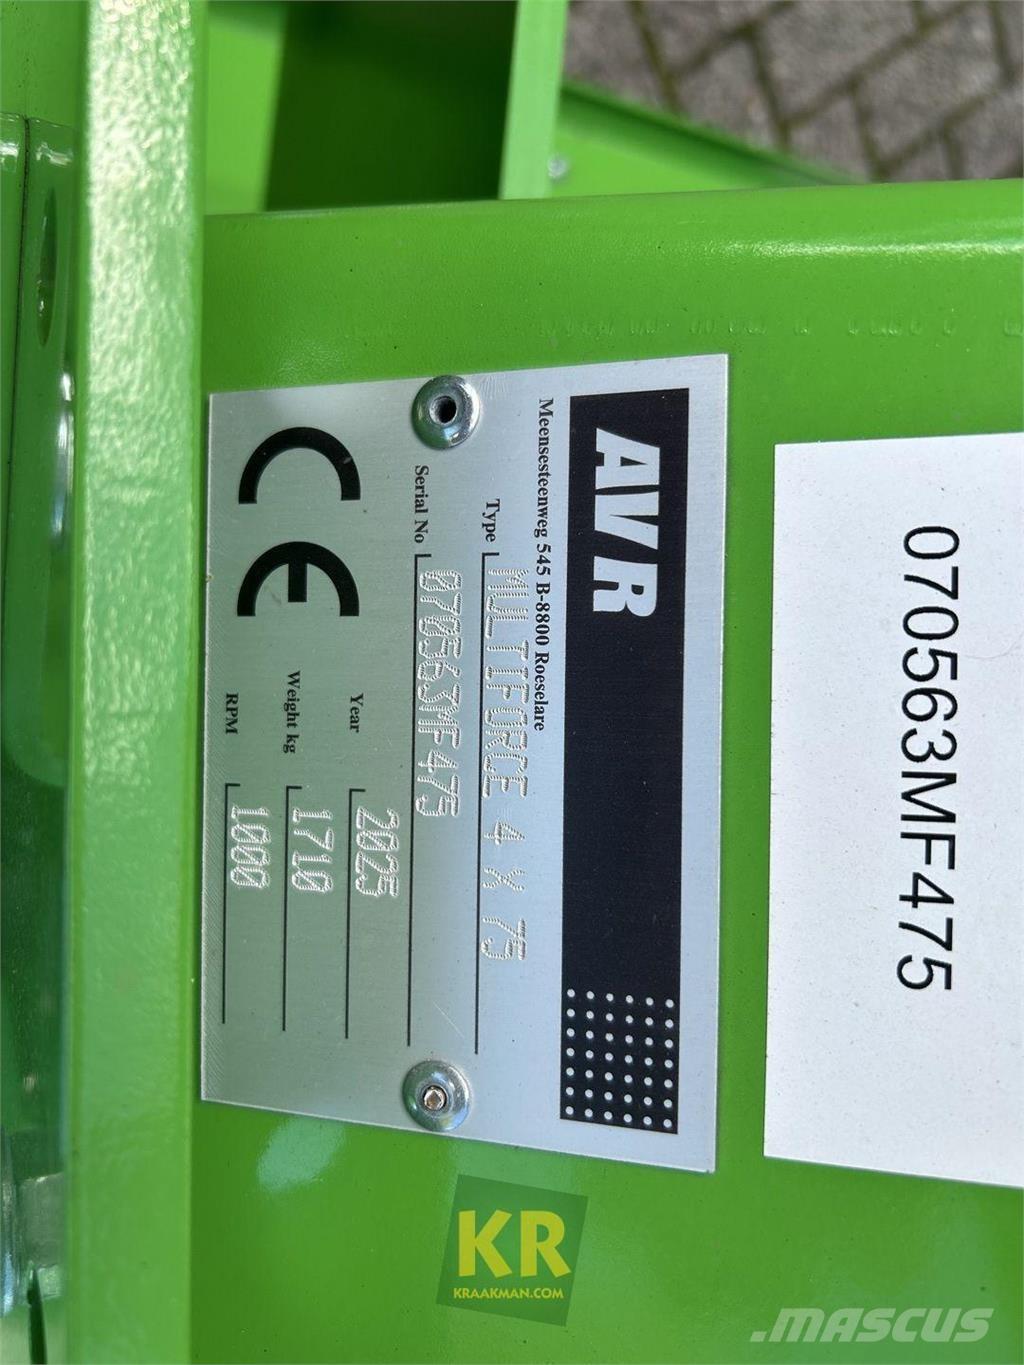 AVR
Meensesteenweg 545 B-8800 Roeselare
Type MULTIFORCE 4 X 75
Serial No 070563MF475
Year 2025
Weight kg 1710
RPM 1000
CE
070563MF475
KR
KRAAKMAN.COM
MASCUS